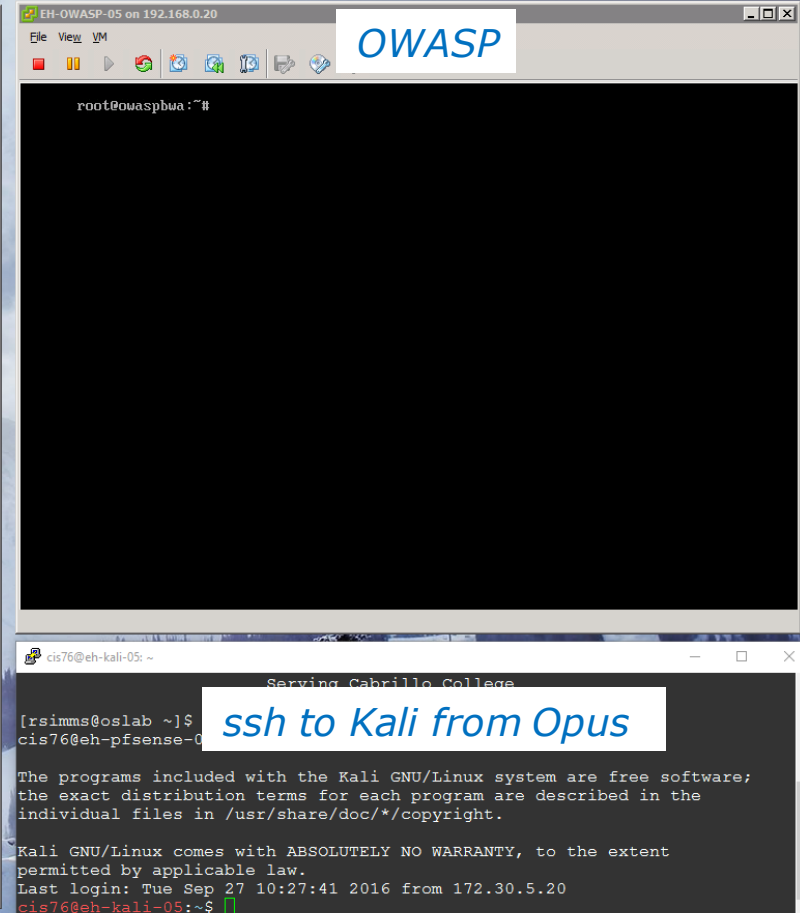 EH-OWASP-05 on 192.168.0.20
File View VM
OWASP
root@owaspbwa:~#
cis76@eh-kali-05: ~
Serving Cabrillo College
[rsimms@oslab ~]$
ssh to Kali from Opus
cis76@eh-pfsense-0
The programs included with the Kali GNU/Linux system are free software;
the exact distribution terms for each program are described in the
individual files in /usr/share/doc/*/copyright.
Kali GNU/Linux comes with ABSOLUTELY NO WARRANTY, to the extent
permitted by applicable law.
Last login: Tue Sep 27 10:27:41 2016 from 172.30.5.20
cis76@eh-kali-05:~$